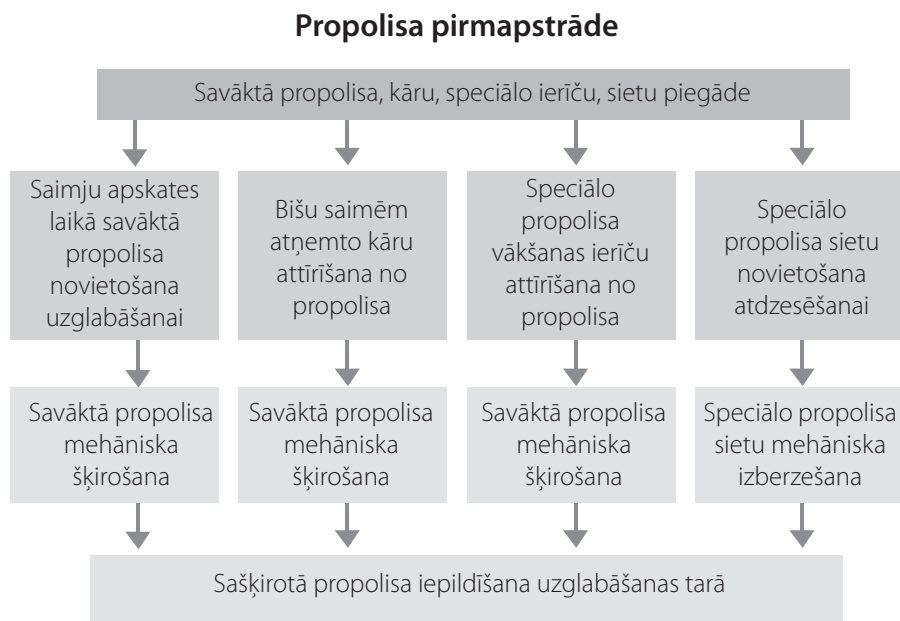 Propolisa pirmapstrāde
Savāktā propolisa, kāru, speciālo ierīču, sietu piegāde
Saimju apskates
laikā savāktā
propolisa
novietošana
uzglabāšanai
Bišu saimēm
atņemto kāru
attīrīšana no
propolisa
Speciālo
propolisa
vākšanas ierīču
attīrīšana no
propolisa
Speciālo
propolisa sietu
novietošana
atdzesēšanai
Savāktā propolisa
mehāniska
šķirošana
Savāktā propolisa
mehāniska
šķirošana
Savāktā propolisa
mehāniska
šķirošana
Speciālo propolisa
sietu mehāniska
izberzešana
Sašķirotā propolisa iepildīšana uzglabāšanas tarā